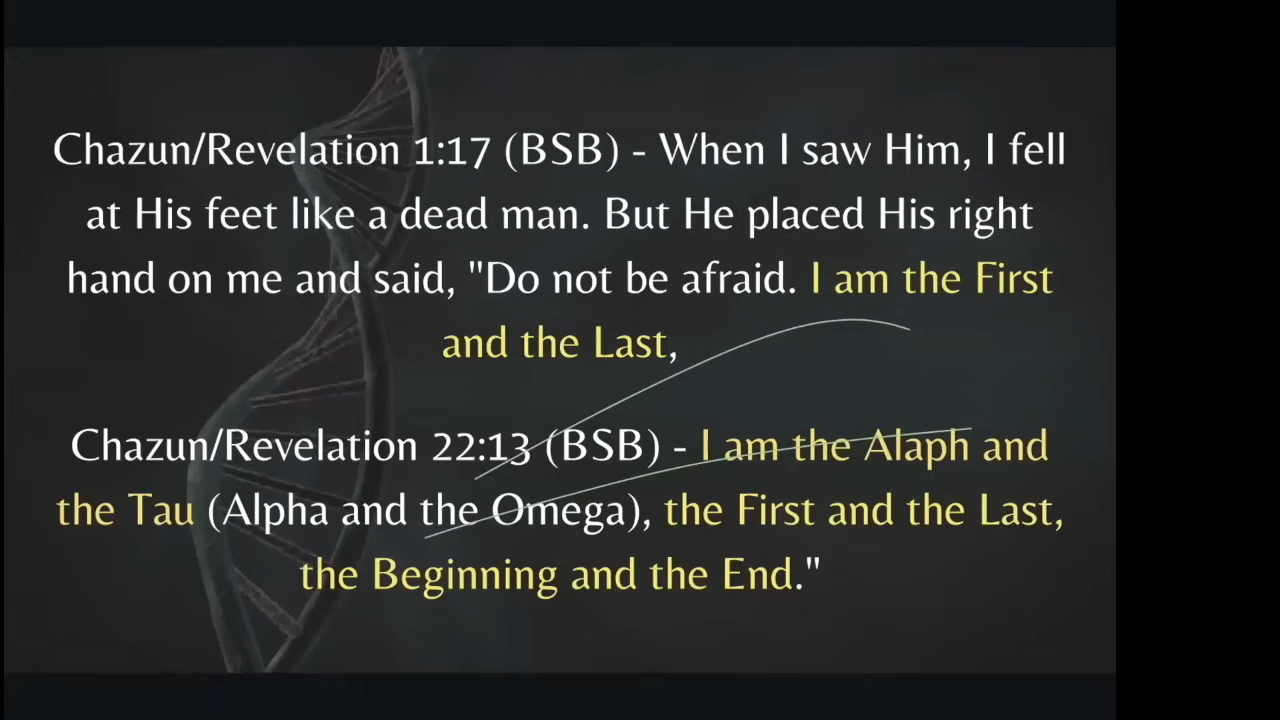 Chazun/Revelation 1:17 (BSB) - When I saw Him, I fell
at His feet like a dead man. But He placed His right
hand on me and said, "Do not be afraid. I am the First
and the Last,
Chazun/Revelation 22:13 (BSB) - I am the Alaph and
the Tau (Alpha and the Omega), the First and the Last,
the Beginning and the End."